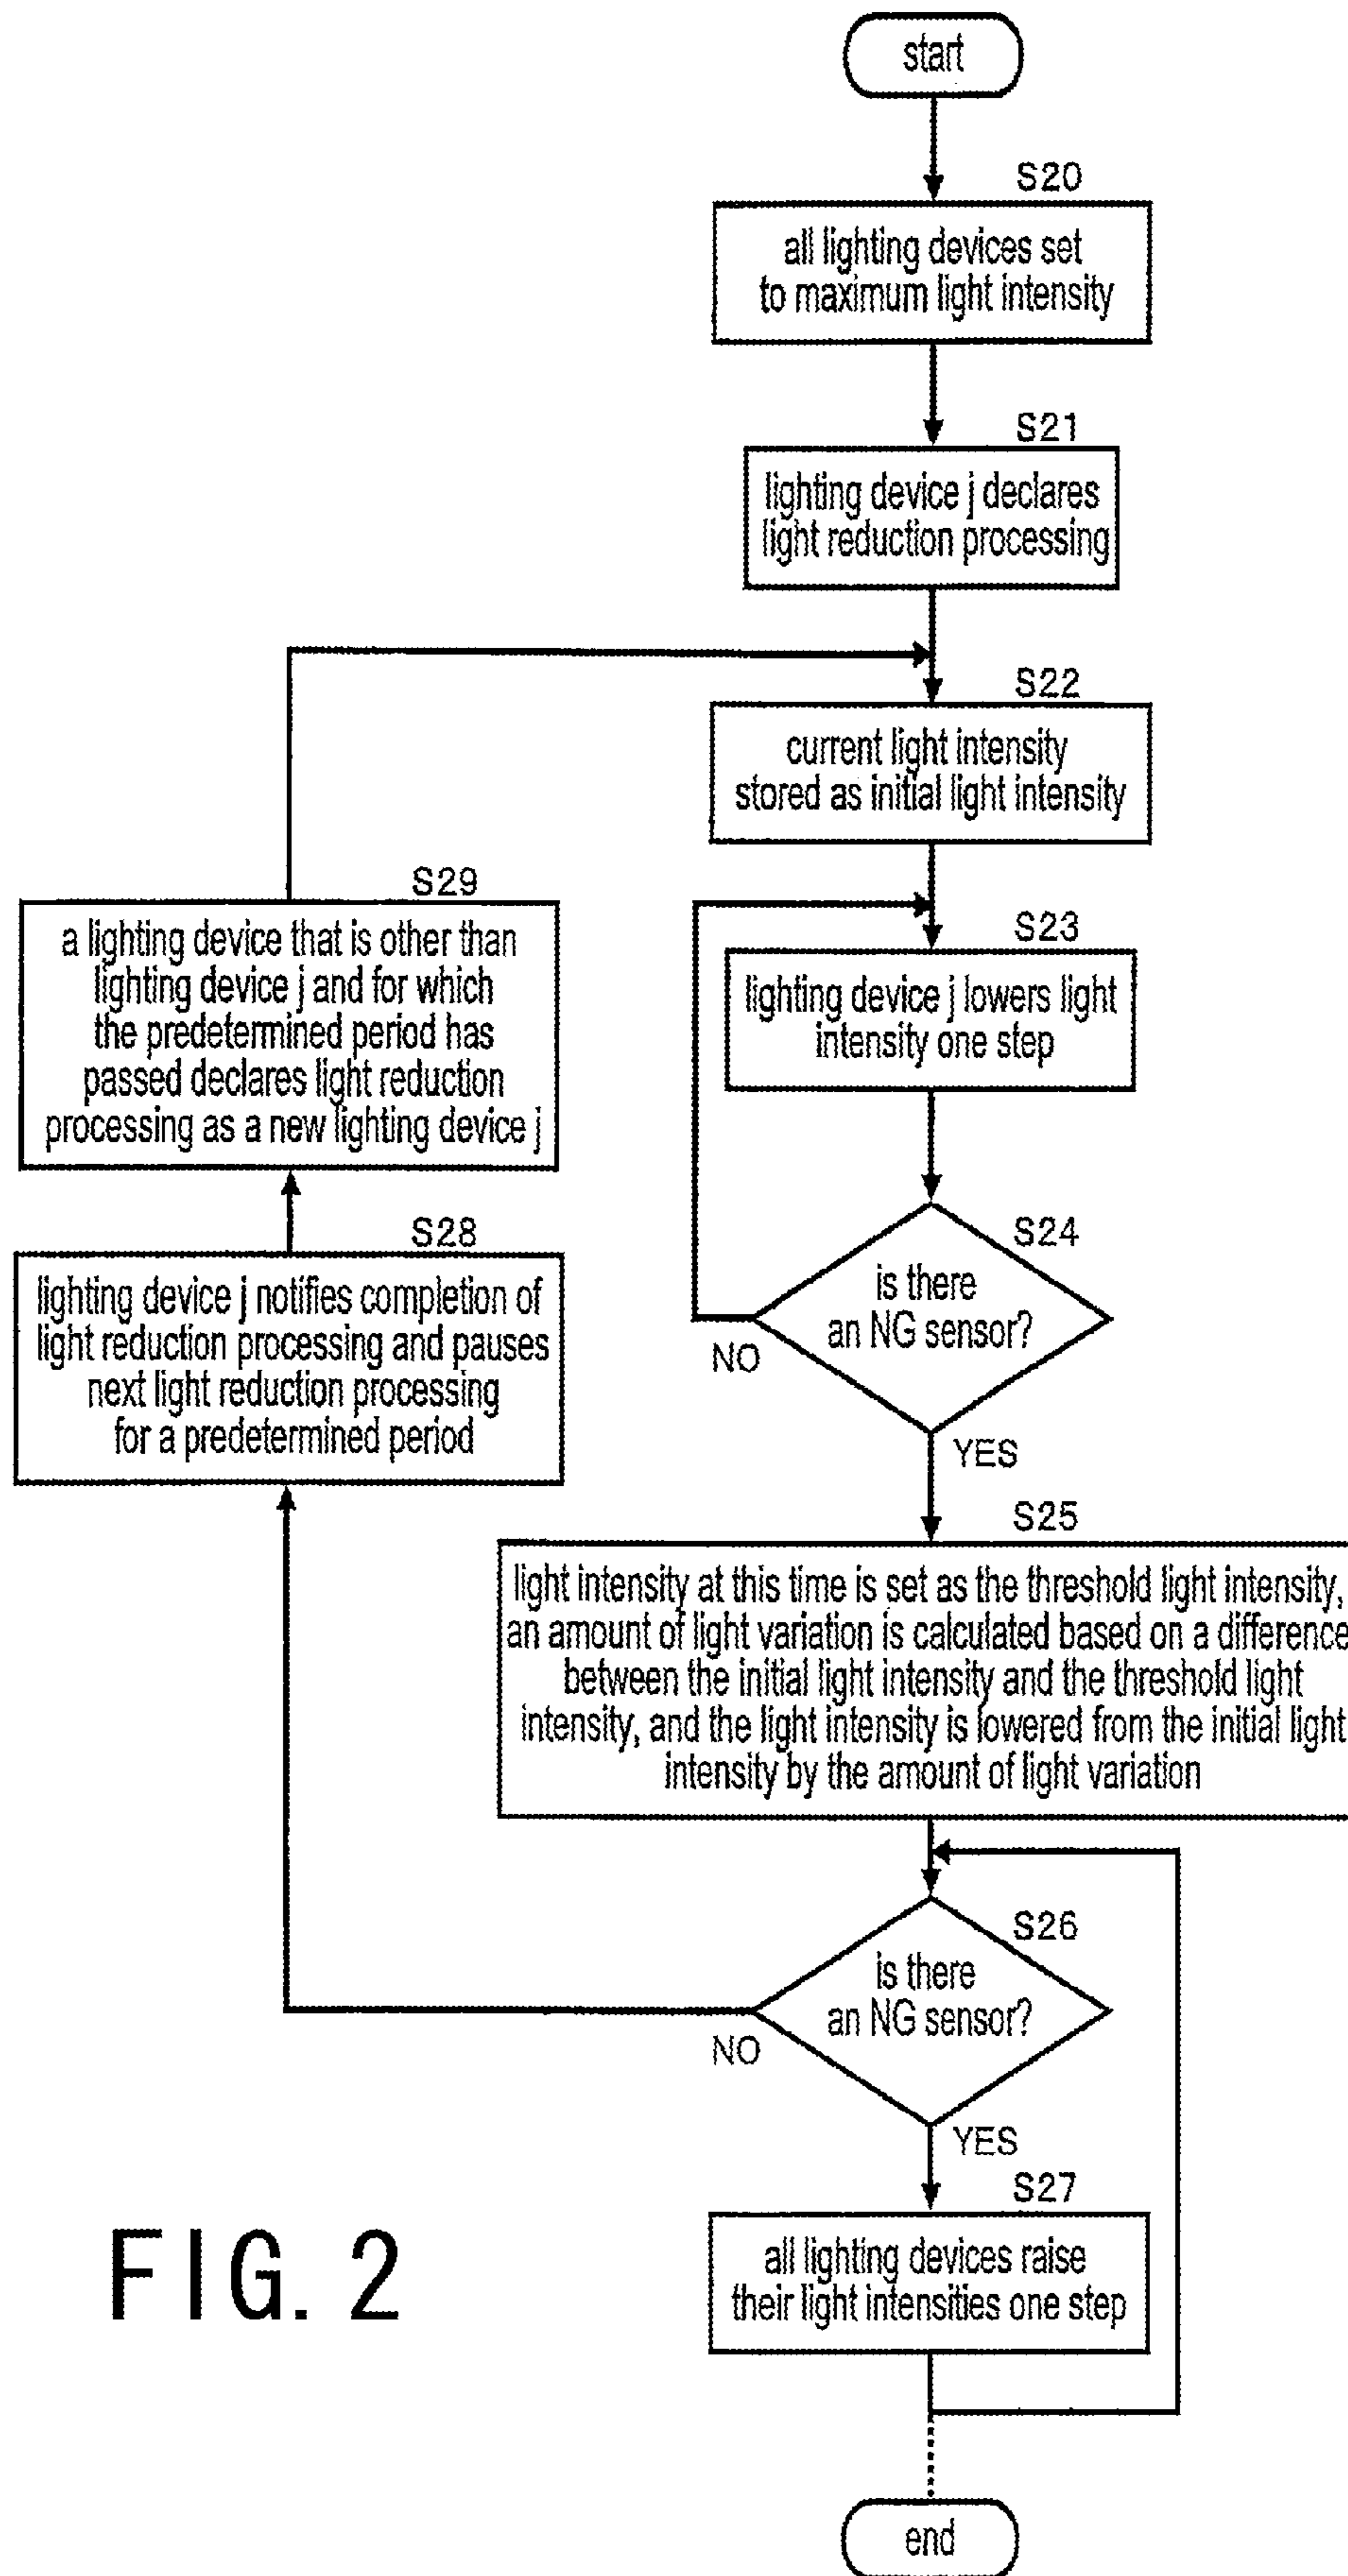 start
S20
all lighting devices set
to maximum light intensity
S21
lighting device j declares
light reduction processing
S22
current light intensity
stored as initial light intensity
S29
a lighting device that is other than
lighting device j and for which
the predetermined period has
passed declares light reduction
processing as a new lighting device j
S23
lighting device j lowers light
intensity one step
S28
lighting device j notifies completion of
light reduction processing and pauses
next light reduction processing
for a predetermined period
S24
is there
an NG sensor?
NO
YES
S25
light intensity at this time is set as the threshold light intensity,
an amount of light variation is calculated based on a difference
between the initial light intensity and the threshold light
intensity, and the light intensity is lowered from the initial light
intensity by the amount of light variation
S26
is there
an NG sensor?
NO
YES
S27
all lighting devices raise
their light intensities one step
FIG. 2
end